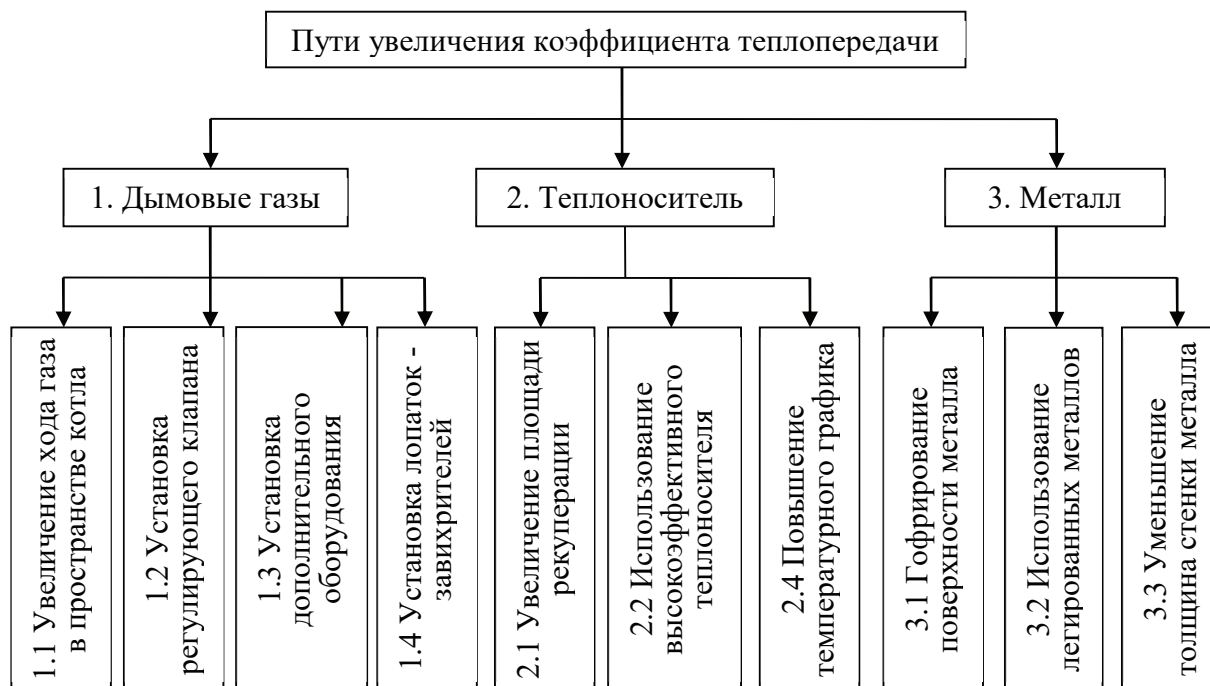 Пути увеличения коэффициента теплопередачи
1. Дымовые газы
2. Теплоноситель
3. Металл
1.1 Увеличение хода газа
в пространстве котла
1.2 Установка
регулирующего клапана
1.3 Установка
дополнительного
оборудования
1.4 Установка лопаток -
завихрителей
2.1 Увеличение площади
рекуперации
2.2 Использование
высокоэффективного
теплоносителя
2.4 Повышение
температурного графика
3.1 Гофрирование
поверхности металла
3.2 Использование
легированных металлов
3.3 Уменьшение
толщина стенки металла